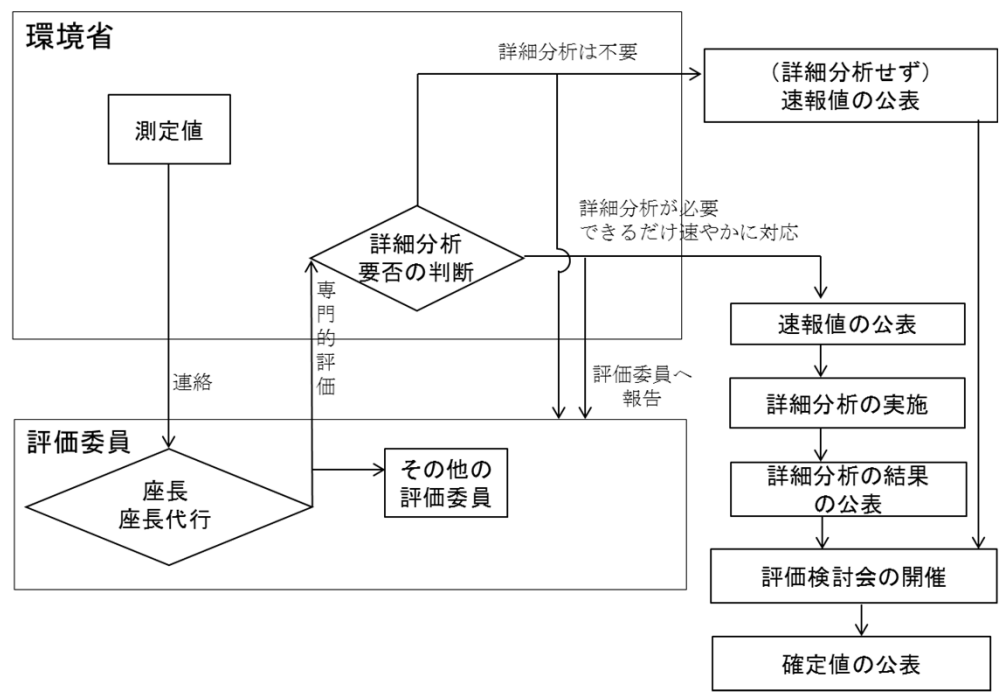 環境省
詳細分析は不要
(詳細分析せず)
速報値の公表
測定値
詳細分析が必要
できるだけ速やかに対応
詳細分析
要否の判断
専門的評価
速報値の公表
連絡
評価委員へ
報告
詳細分析の実施
評価委員
座長
座長代行
その他の
評価委員
詳細分析の結果
の公表
評価検討会の開催
確定値の公表